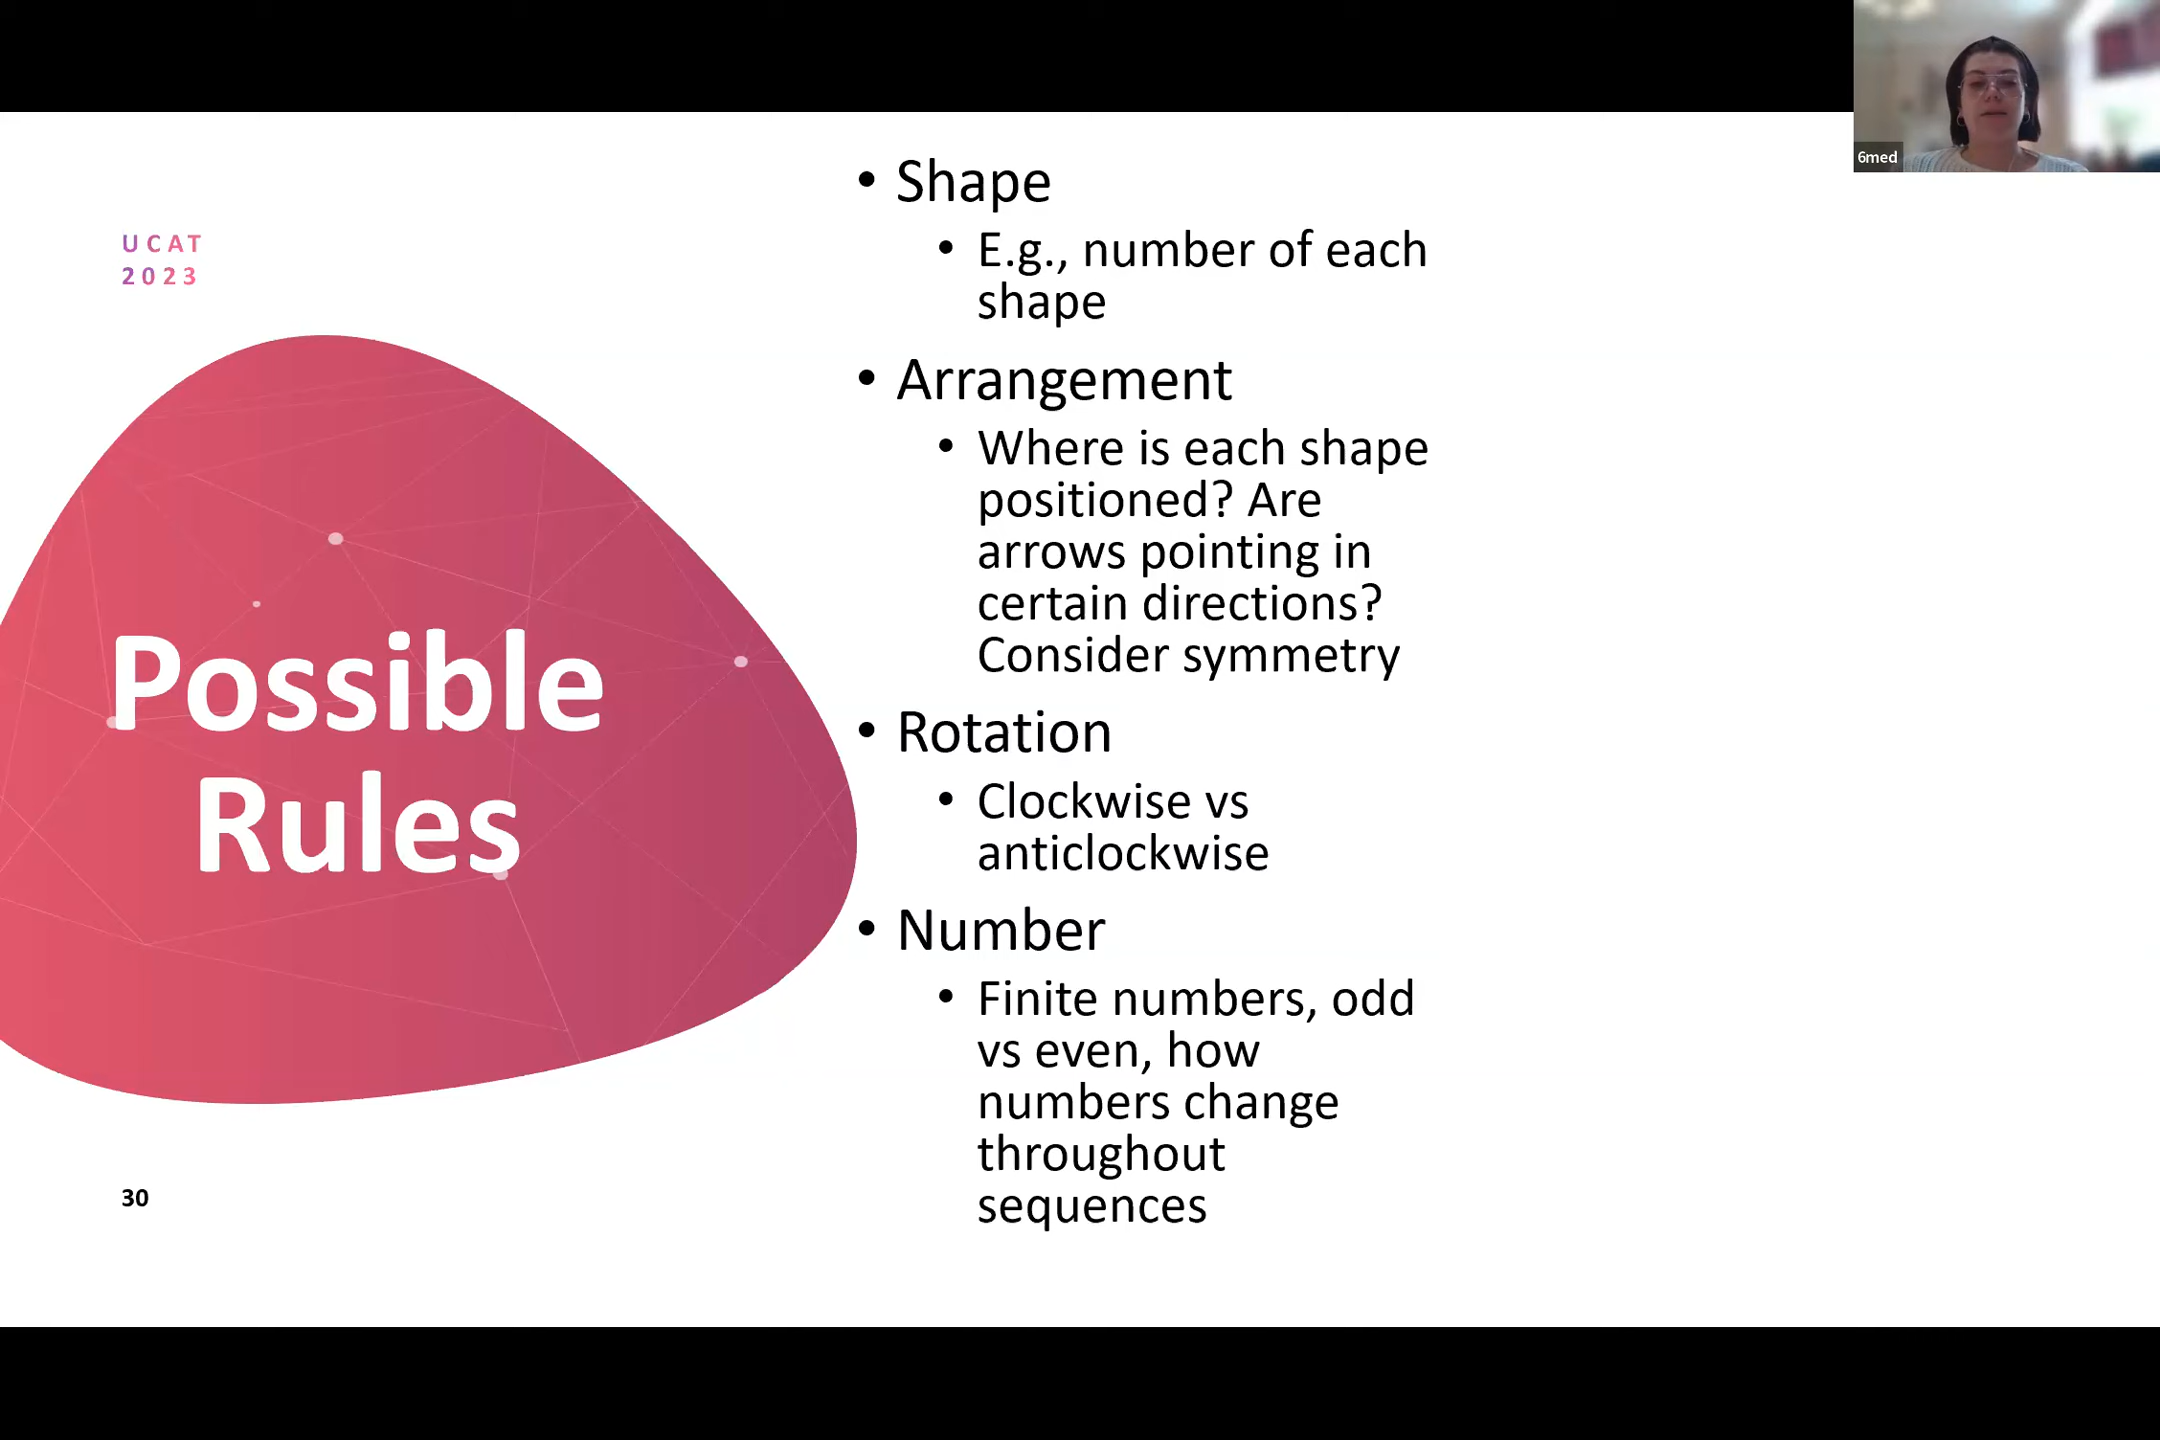 6med
UCAT
2023
Possible
Rules
• Shape
• E.g., number of each
shape
• Arrangement
• Where is each shape
positioned? Are
arrows pointing in
certain directions?
Consider symmetry
• Rotation
• Clockwise vs
anticlockwise
• Number
• Finite numbers, odd
vs even, how
numbers change
throughout
sequences
30